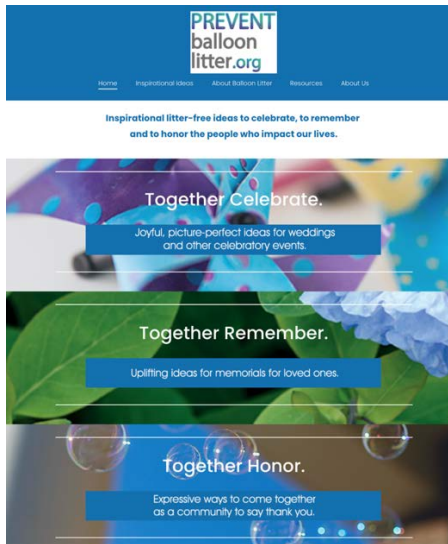 PREVENT
balloon
litter.org
Home Inspirational Ideas About Balloon Litter Resources About Us
Inspirational litter-free ideas to celebrate, to remember
and to honor the people who impact our lives.
Together Celebrate.
Joyful, picture-perfect ideas for weddings
and other celebratory events.
Together Remember.
Uplifting ideas for memorials for loved ones.
Together Honor.
Expressive ways to come together
as a community to say thank you.